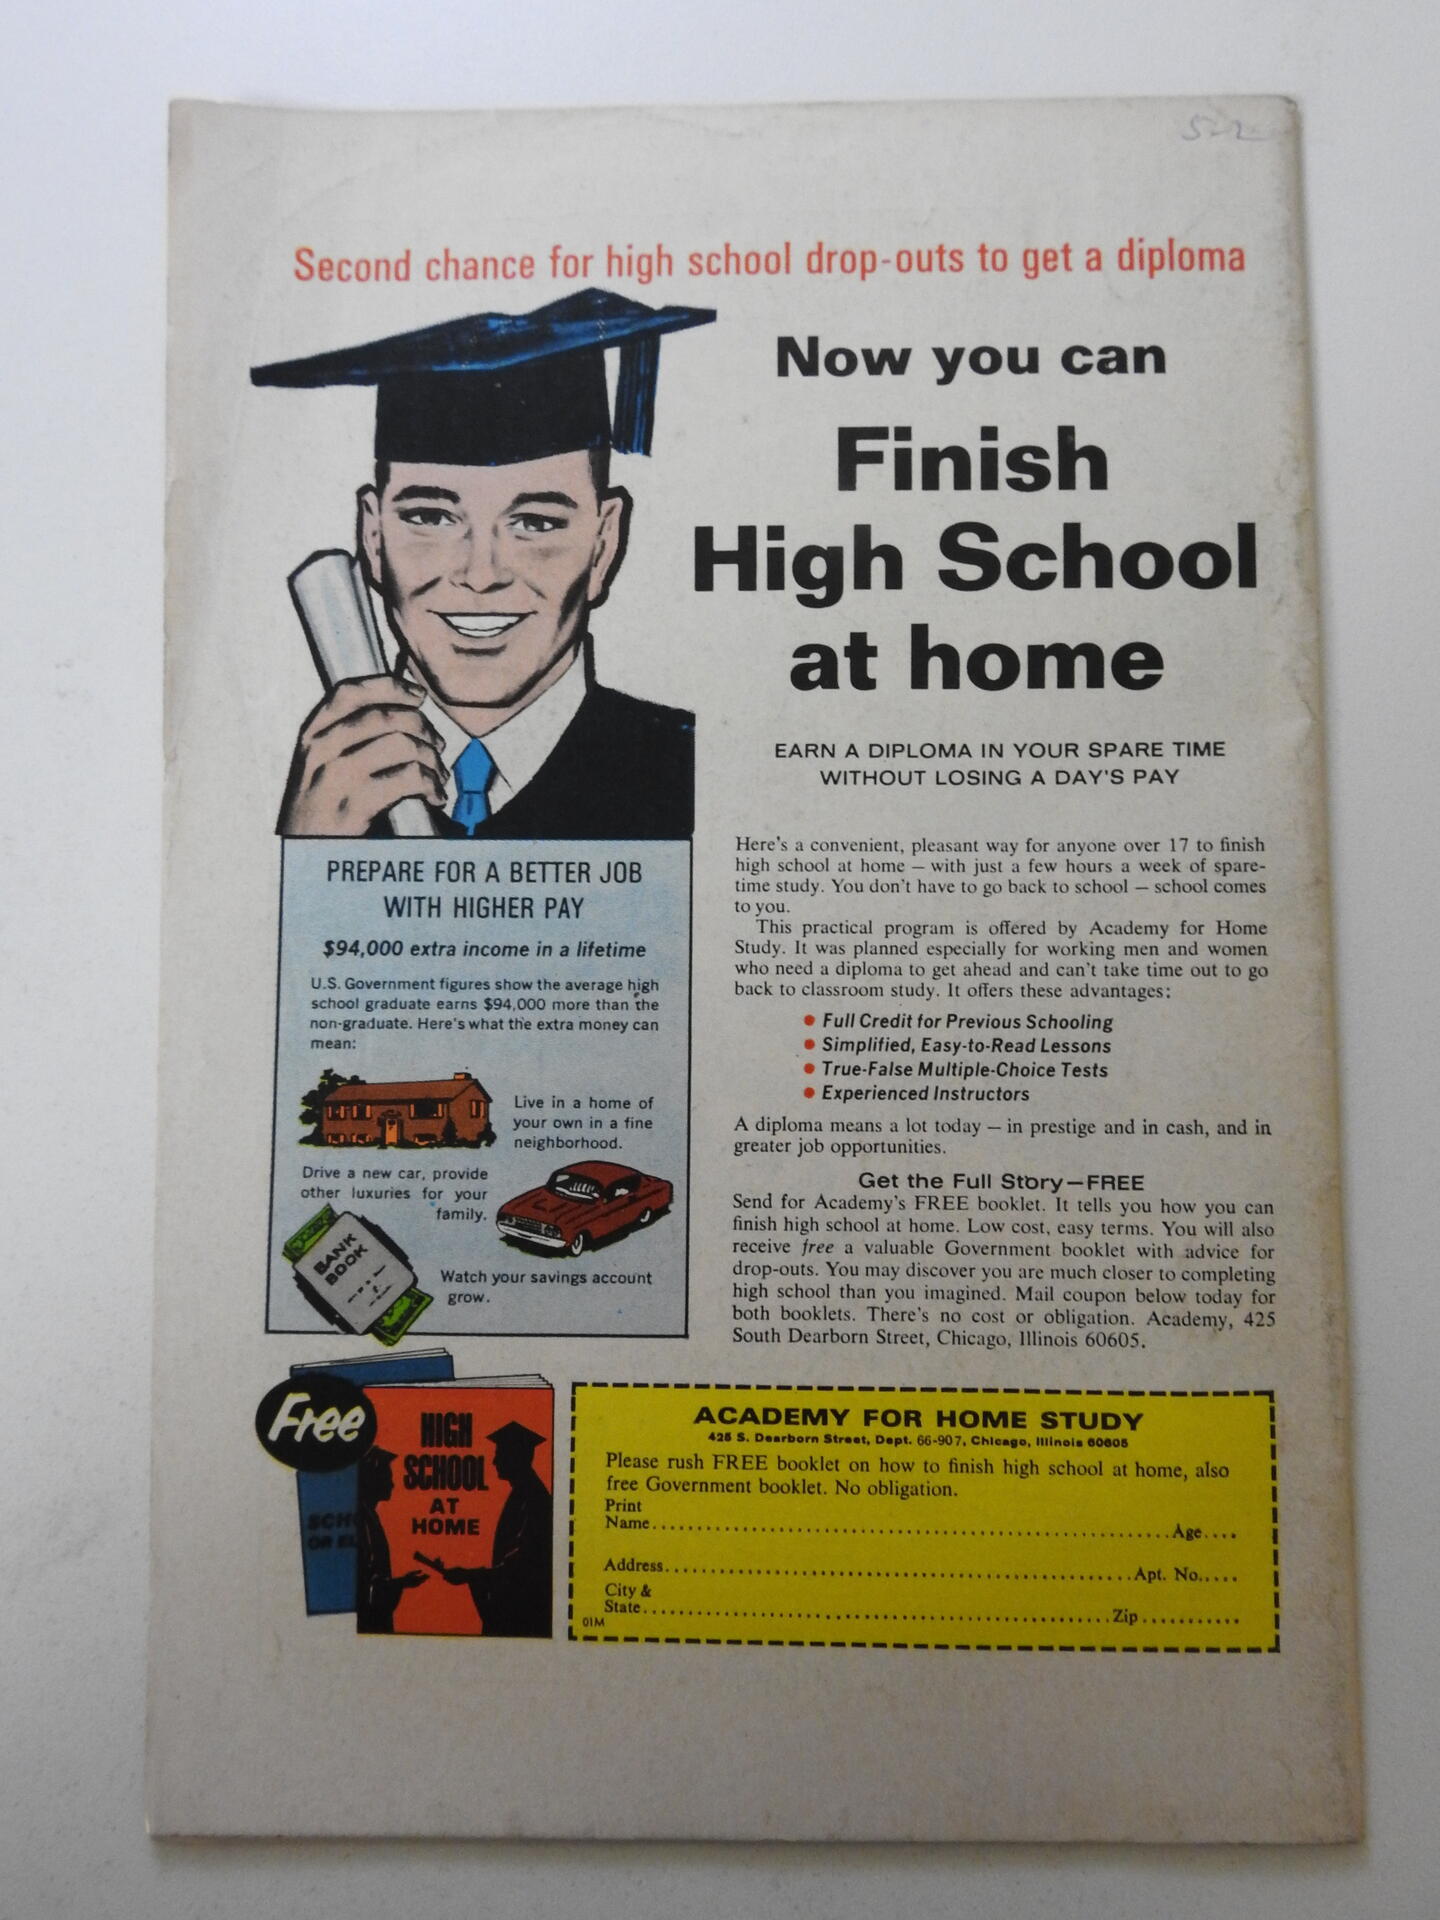 5-2
Second chance for high school drop-outs to get a diploma
Now you can
Finish
High School
at home
EARN A DIPLOMA IN YOUR SPARE TIME
WITHOUT LOSING A DAY'S PAY
PREPARE FOR A BETTER JOB
WITH HIGHER PAY
$94,000 extra income in a lifetime
U.S. Government figures show the average high
school graduate earns $94,000 more than the
non-graduate. Here's what the extra money can
mean:
Live in a home of
your own in a fine
neighborhood.
Drive a new car, provide
other luxuries for your
family.
BANK
BOOK
Watch your savings account
grow.
Here's a convenient, pleasant way for anyone over 17 to finish
high school at home — with just a few hours a week of spare-
time study. You don't have to go back to school — school comes
to you.
This practical program is offered by Academy for Home
Study. It was planned especially for working men and women
who need a diploma to get ahead and can't take time out to go
back to classroom study. It offers these advantages:
● Full Credit for Previous Schooling
● Simplified, Easy-to-Read Lessons
● True-False Multiple-Choice Tests
● Experienced Instructors
A diploma means a lot today — in prestige and in cash, and in
greater job opportunities.
Get the Full Story—FREE
Send for Academy's FREE booklet. It tells you how you can
finish high school at home. Low cost, easy terms. You will also
receive free a valuable Government booklet with advice for
drop-outs. You may discover you are much closer to completing
high school than you imagined. Mail coupon below today for
both booklets. There's no cost or obligation. Academy, 425
South Dearborn Street, Chicago, Illinois 60605.
Free
HIGH
SCHOOL
AT
HOME
SCH
OR EL
ACADEMY FOR HOME STUDY
425 S. Dearborn Street, Dept. 66-907, Chicago, Illinois 60605
Please rush FREE booklet on how to finish high school at home, also
free Government booklet. No obligation.
Print
Name.....Age....
Address.....Apt. No.....
City &
State.....Zip...........
01M